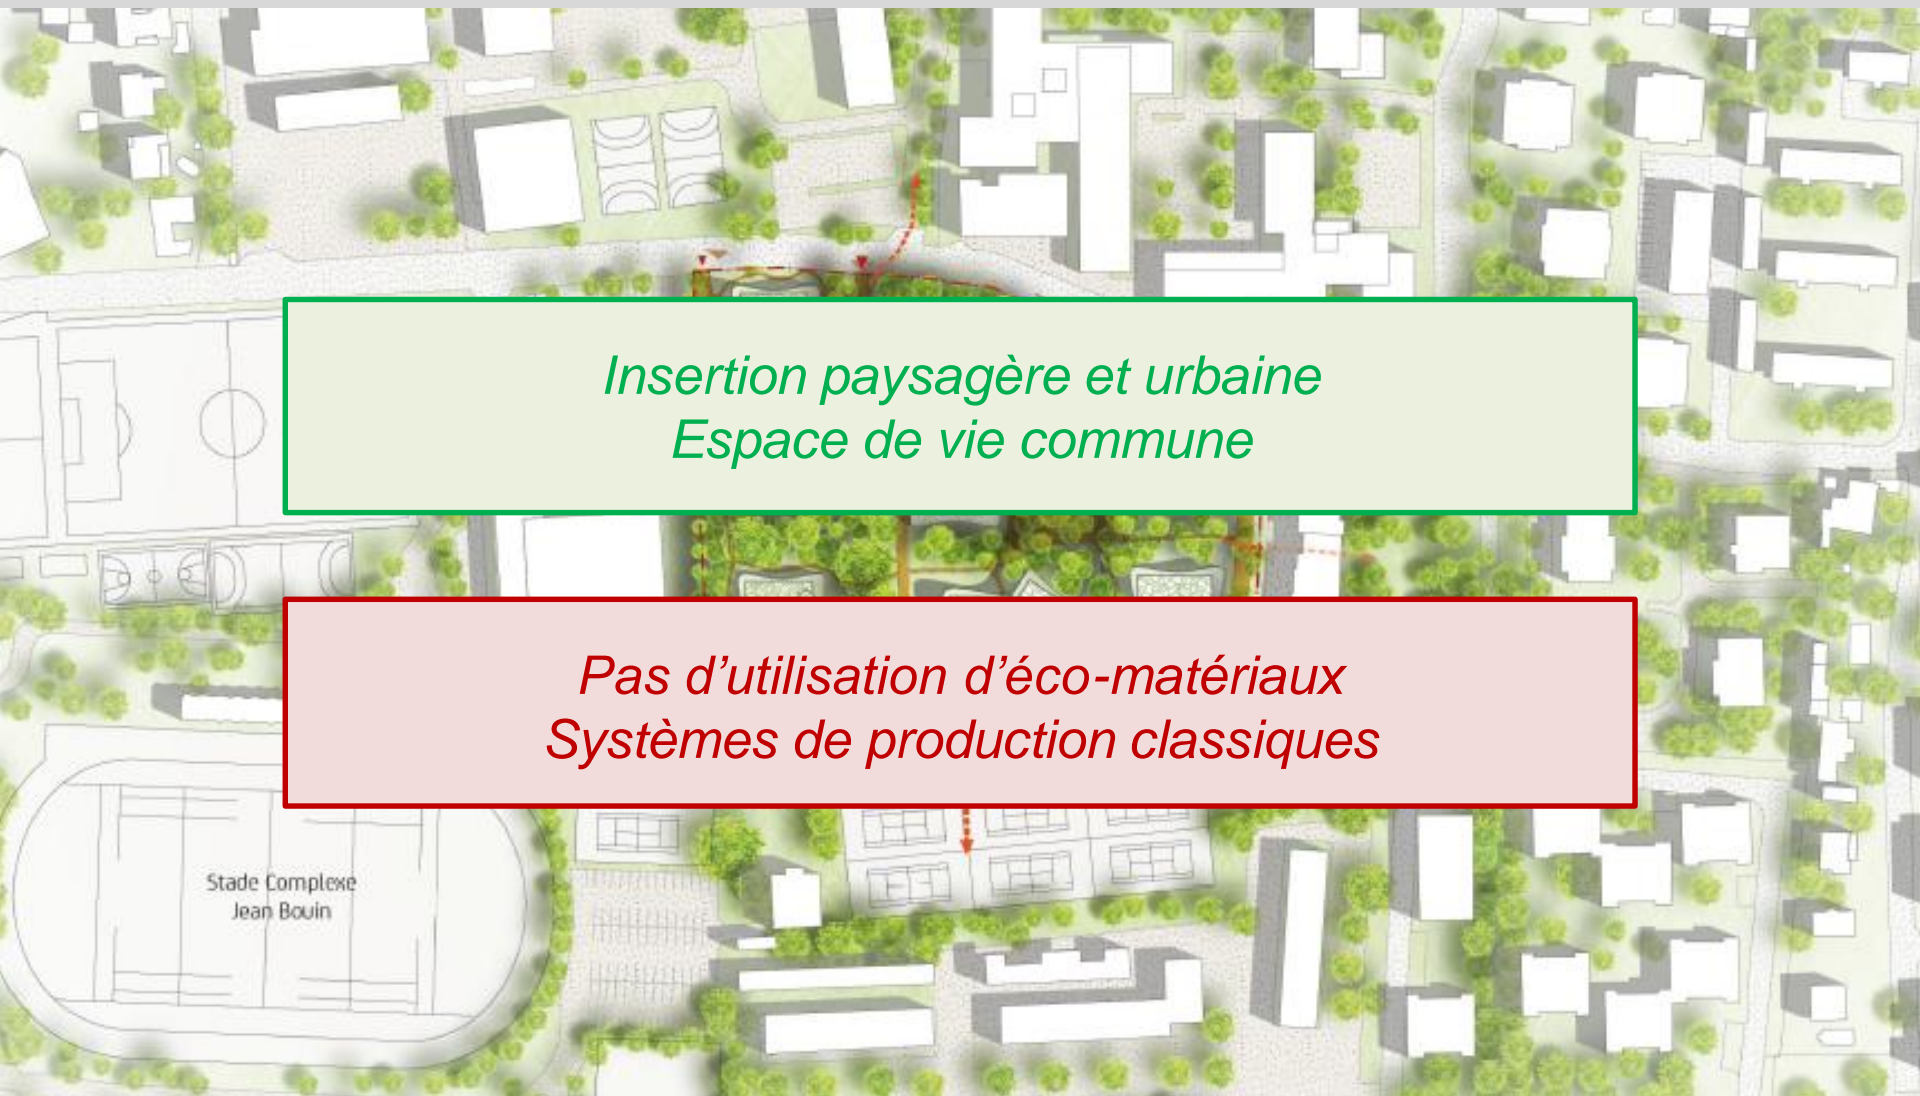 Insertion paysagère et urbaine
Espace de vie commune
Pas d’utilisation d’éco-matériaux
Systèmes de production classiques
Stade Complexe
Jean Bouin